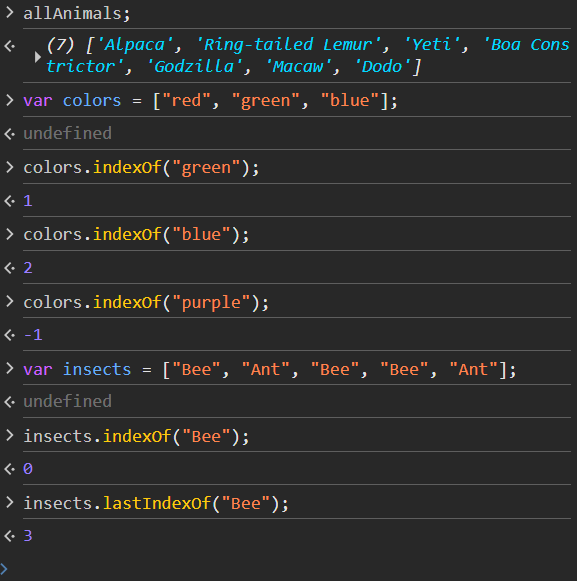 allAnimals;
(7) ['Alpaca', 'Ring-tailed Lemur', 'Yeti', 'Boa Cons
trictor', 'Godzilla', 'Macaw', 'Dodo']
var colors = ["red", "green", "blue"];
undefined
colors.indexOf("green");
1
colors.indexOf("blue");
2
colors.indexOf("purple");
-1
var insects = ["Bee", "Ant", "Bee", "Bee", "Ant"];
undefined
insects.indexOf("Bee");
0
insects.lastIndexOf("Bee");
3